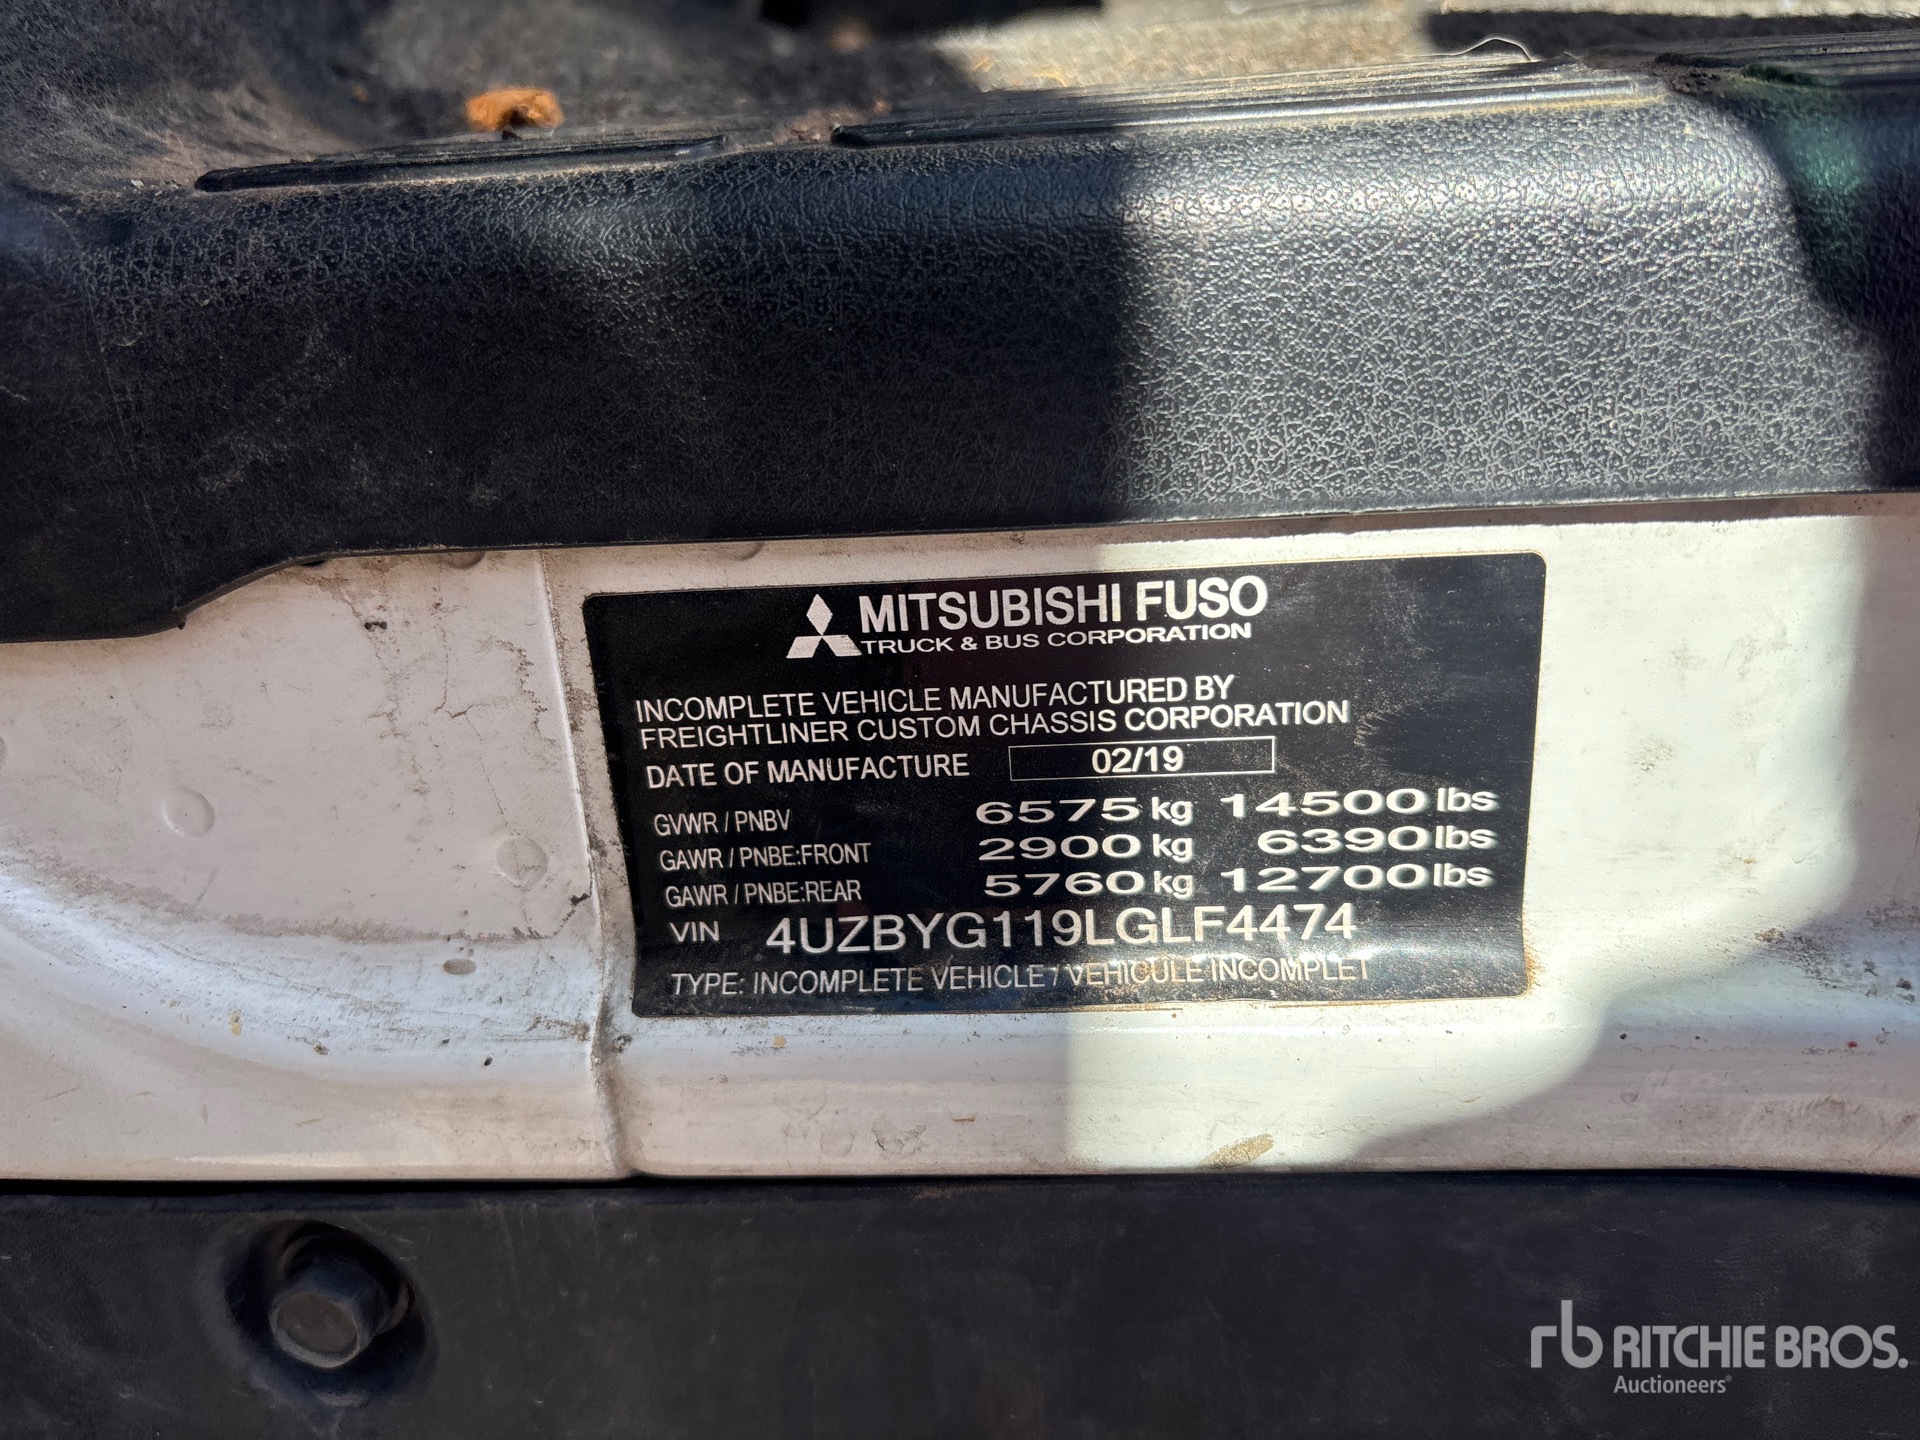 MITSUBISHI FUSO
TRUCK & BUS CORPORATION
INCOMPLETE VEHICLE MANUFACTURED BY
FREIGHTLINER CUSTOM CHASSIS CORPORATION
DATE OF MANUFACTURE 02/19
GVWR / PNBV 6575 kg 14500 lbs
GAWR / PNBE:FRONT 2900 kg 6390 lbs
GAWR / PNBE:REAR 5760 kg 12700 lbs
VIN 4UZBYG119LGLF4474
TYPE: INCOMPLETE VEHICLE / VEHICULE INCOMPLET
rb RITCHIE BROS.
Auctioneers